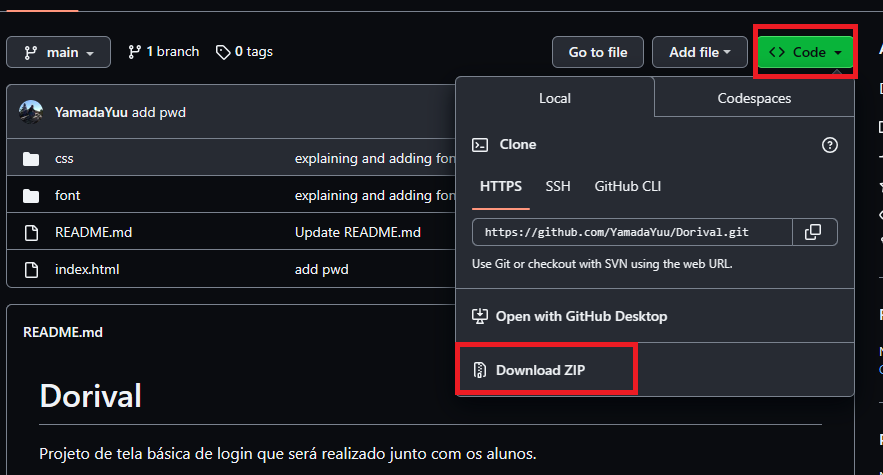 main
1 branch
0 tags
Go to file
Add file
<> Code
Local
Codespaces
YamadaYuu add pwd
Clone
css
explaining and adding fon
HTTPS
SSH
GitHub CLI
font
explaining and adding fon
README.md
Update README.md
https://github.com/YamadaYuu/Dorival.git
index.html
add pwd
Use Git or checkout with SVN using the web URL.
Open with GitHub Desktop
README.md
Download ZIP
Dorival
Projeto de tela básica de login que será realizado junto com os alunos.